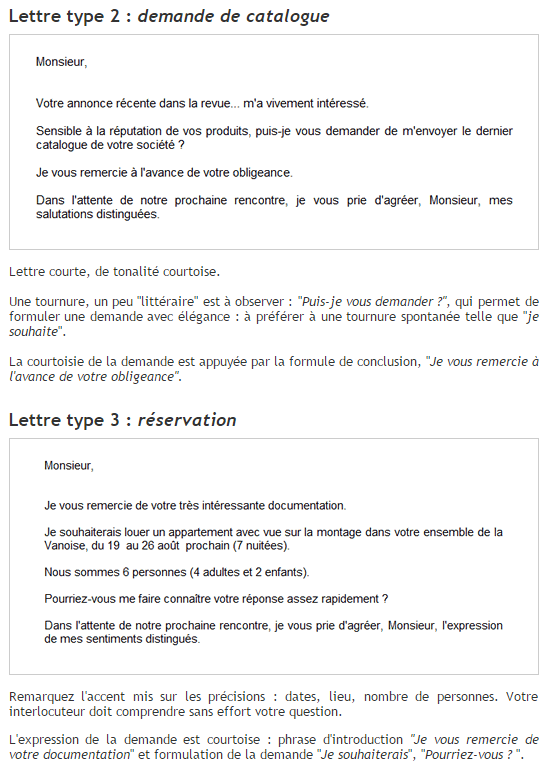 Lettre type 2 : demande de catalogue
Monsieur,
Votre annonce récente dans la revue... m'a vivement intéressé.
Sensible à la réputation de vos produits, puis-je vous demander de m'envoyer le dernier
catalogue de votre société ?
Je vous remercie à l'avance de votre obligeance.
Dans l'attente de notre prochaine rencontre, je vous prie d'agréer, Monsieur, mes
salutations distinguées.
Lettre courte, de tonalité courtoise.
Une tournure, un peu "littéraire" est à observer : "Puis-je vous demander ?", qui permet de
formuler une demande avec élégance : à préférer à une tournure spontanée telle que "je
souhaite".
La courtoisie de la demande est appuyée par la formule de conclusion, "Je vous remercie à
l'avance de votre obligeance".
Lettre type 3 : réservation
Monsieur,
Je vous remercie de votre très intéressante documentation.
Je souhaiterais louer un appartement avec vue sur la montage dans votre ensemble de la
Vanoise, du 19 au 26 août prochain (7 nuitées).
Nous sommes 6 personnes (4 adultes et 2 enfants).
Pourriez-vous me faire connaître votre réponse assez rapidement ?
Dans l'attente de notre prochaine rencontre, je vous prie d'agréer, Monsieur, l'expression
de mes sentiments distingués.
Remarquez l'accent mis sur les précisions : dates, lieu, nombre de personnes. Votre
interlocuteur doit comprendre sans effort votre question.
L'expression de la demande est courtoise : phrase d'introduction "Je vous remercie de
votre documentation" et formulation de la demande "Je souhaiterais", "Pourriez-vous ? ".